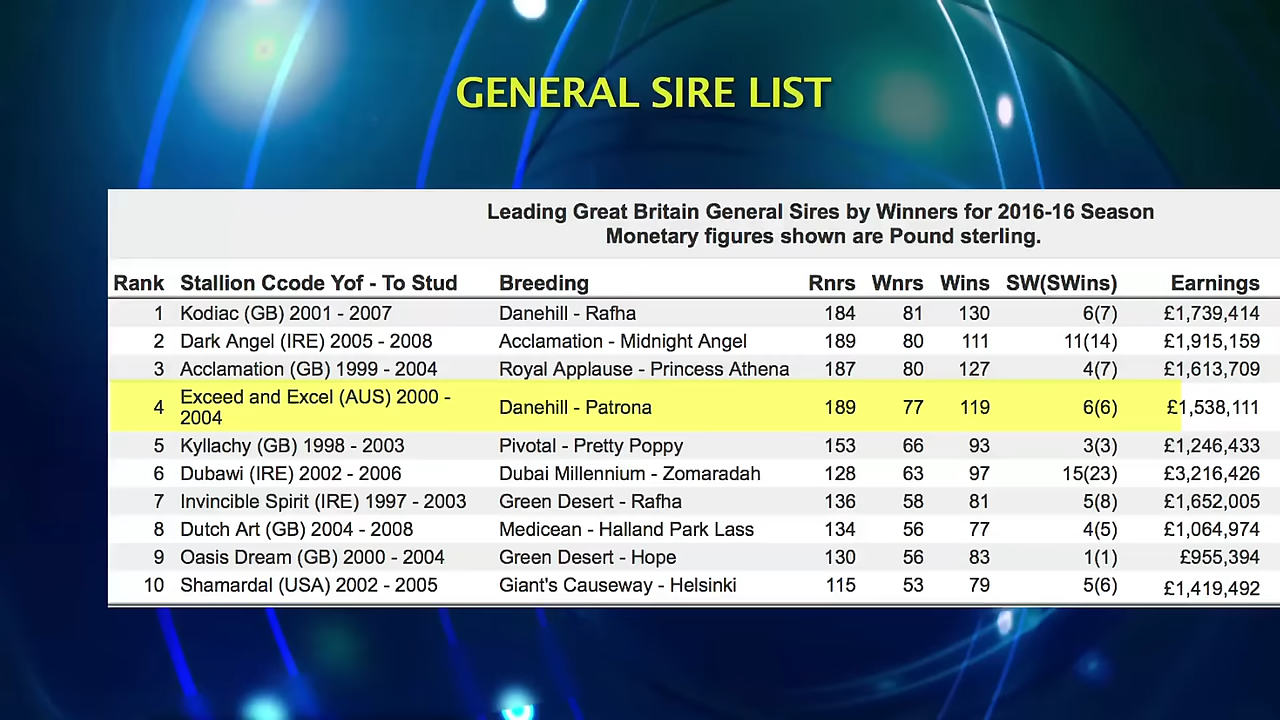 GENERAL SIRE LIST
Leading Great Britain General Sires by Winners for 2016-16 Season
Monetary figures shown are Pound sterling.
Rank Stallion Ccode Yof - To Stud Breeding Rnrs Wnrs Wins SW(SWins) Earnings
1 Kodiac (GB) 2001 - 2007 Danehill - Rafha 184 81 130 6(7) £1,739,414
2 Dark Angel (IRE) 2005 - 2008 Acclamation - Midnight Angel 189 80 111 11(14) £1,915,159
3 Acclamation (GB) 1999 - 2004 Royal Applause - Princess Athena 187 80 127 4(7) £1,613,709
4 Exceed and Excel (AUS) 2000 -
2004 Danehill - Patrona 189 77 119 6(6) £1,538,111
5 Kyllachy (GB) 1998 - 2003 Pivotal - Pretty Poppy 153 66 93 3(3) £1,246,433
6 Dubawi (IRE) 2002 - 2006 Dubai Millennium - Zomaradah 128 63 97 15(23) £3,216,426
7 Invincible Spirit (IRE) 1997 - 2003 Green Desert - Rafha 136 58 81 5(8) £1,652,005
8 Dutch Art (GB) 2004 - 2008 Medicean - Halland Park Lass 134 56 77 4(5) £1,064,974
9 Oasis Dream (GB) 2000 - 2004 Green Desert - Hope 130 56 83 1(1) £955,394
10 Shamardal (USA) 2002 - 2005 Giant's Causeway - Helsinki 115 53 79 5(6) £1,419,492